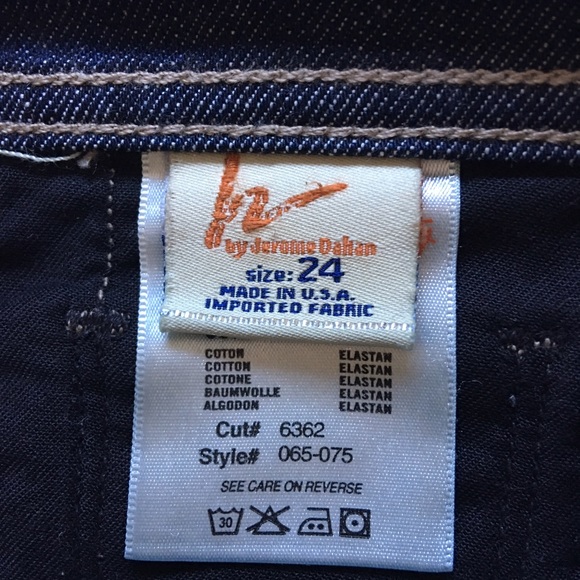 by Jerome Dahan
size: 24
MADE IN U.S.A.
IMPORTED FABRIC
COTON ELASTAN
COTTON ELASTAN
COTONE ELASTAN
BAUMWOLLE ELASTAN
ALGODON ELASTAN
Cut# 6362
Style# 065-075
SEE CARE ON REVERSE
30